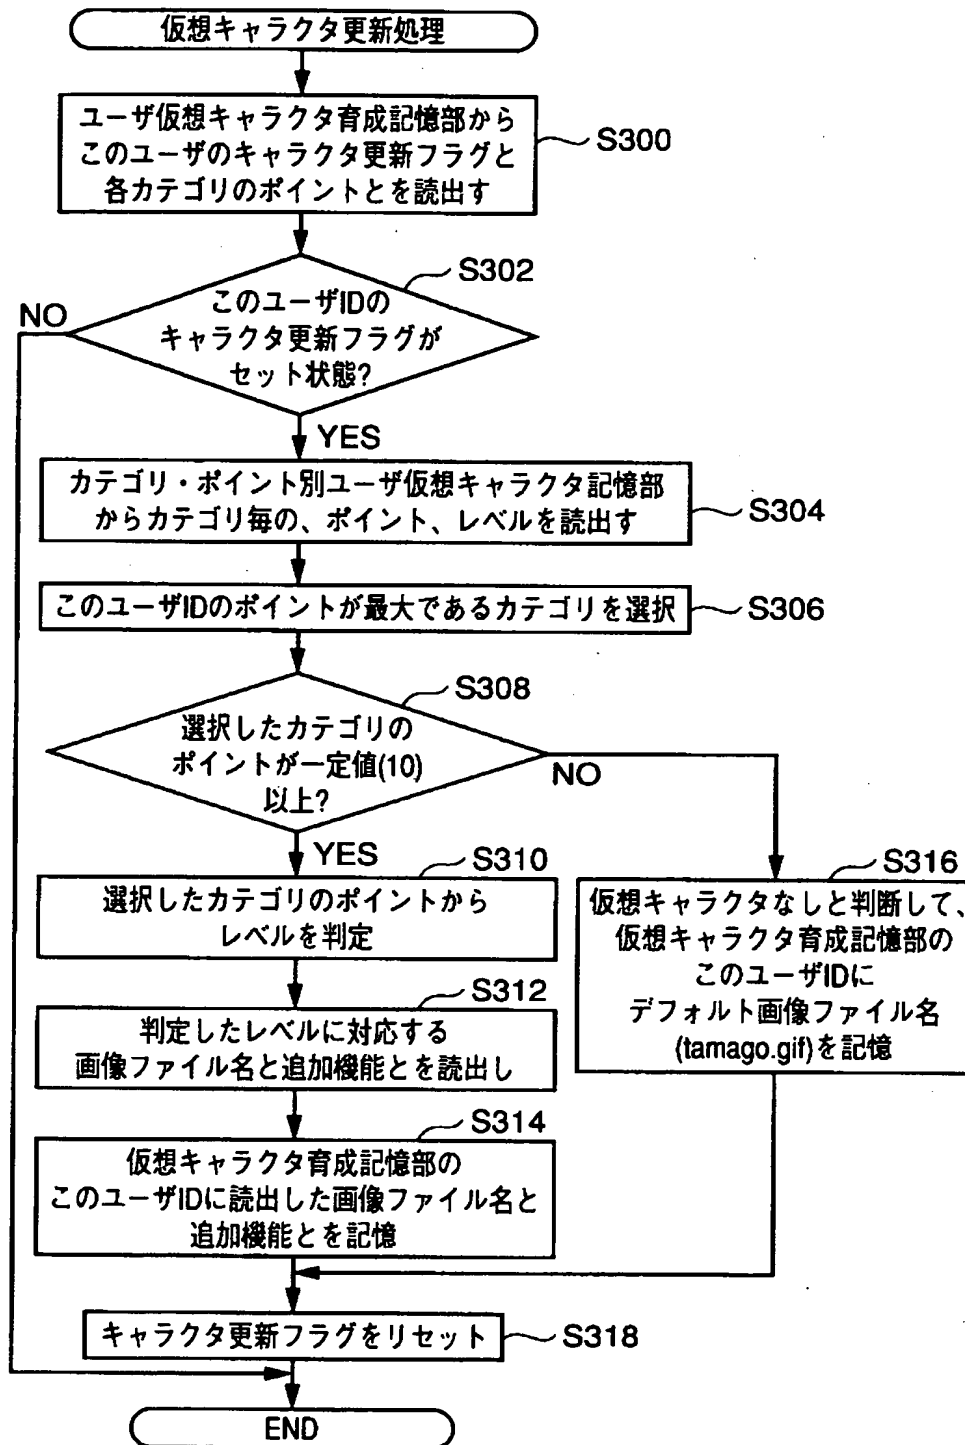 仮想キャラクタ更新処理
ユーザ仮想キャラクタ育成記憶部から
このユーザのキャラクタ更新フラグと
各カテゴリのポイントとを読出す
S300
S302
このユーザIDの
キャラクタ更新フラグが
セット状態?
NO
YES
カテゴリ・ポイント別ユーザ仮想キャラクタ記憶部
からカテゴリ毎の、ポイント、レベルを読出す
S304
このユーザIDのポイントが最大であるカテゴリを選択
S306
S308
選択したカテゴリの
ポイントが一定値(10)
以上?
NO
YES
S310
選択したカテゴリのポイントから
レベルを判定
S316
仮想キャラクタなしと判断して、
仮想キャラクタ育成記憶部の
このユーザIDに
デフォルト画像ファイル名
(tamago.gif)を記憶
S312
判定したレベルに対応する
画像ファイル名と追加機能とを読出し
S314
仮想キャラクタ育成記憶部の
このユーザIDに読出した画像ファイル名と
追加機能とを記憶
キャラクタ更新フラグをリセット
S318
END